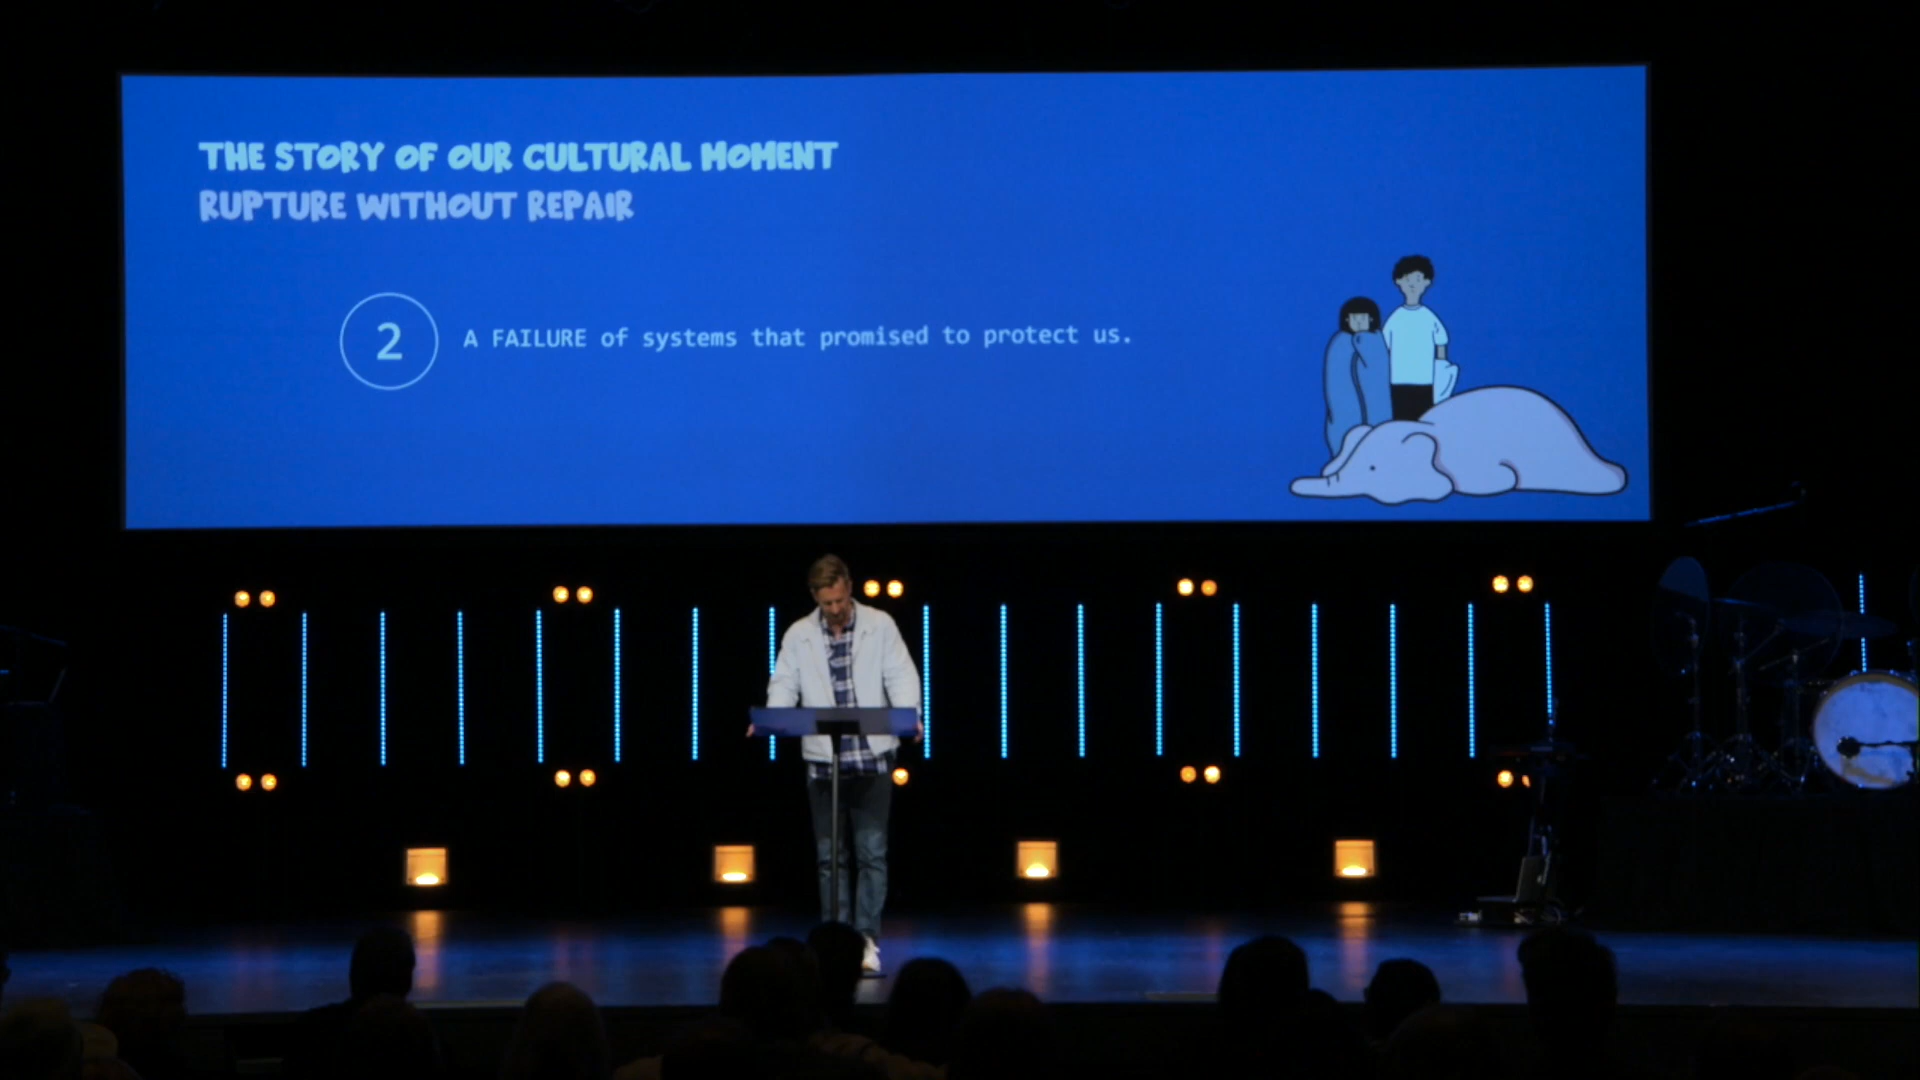 THE STORY OF OUR CULTURAL MOMENT
RUPTURE WITHOUT REPAIR
2 A FAILURE of systems that promised to protect us.